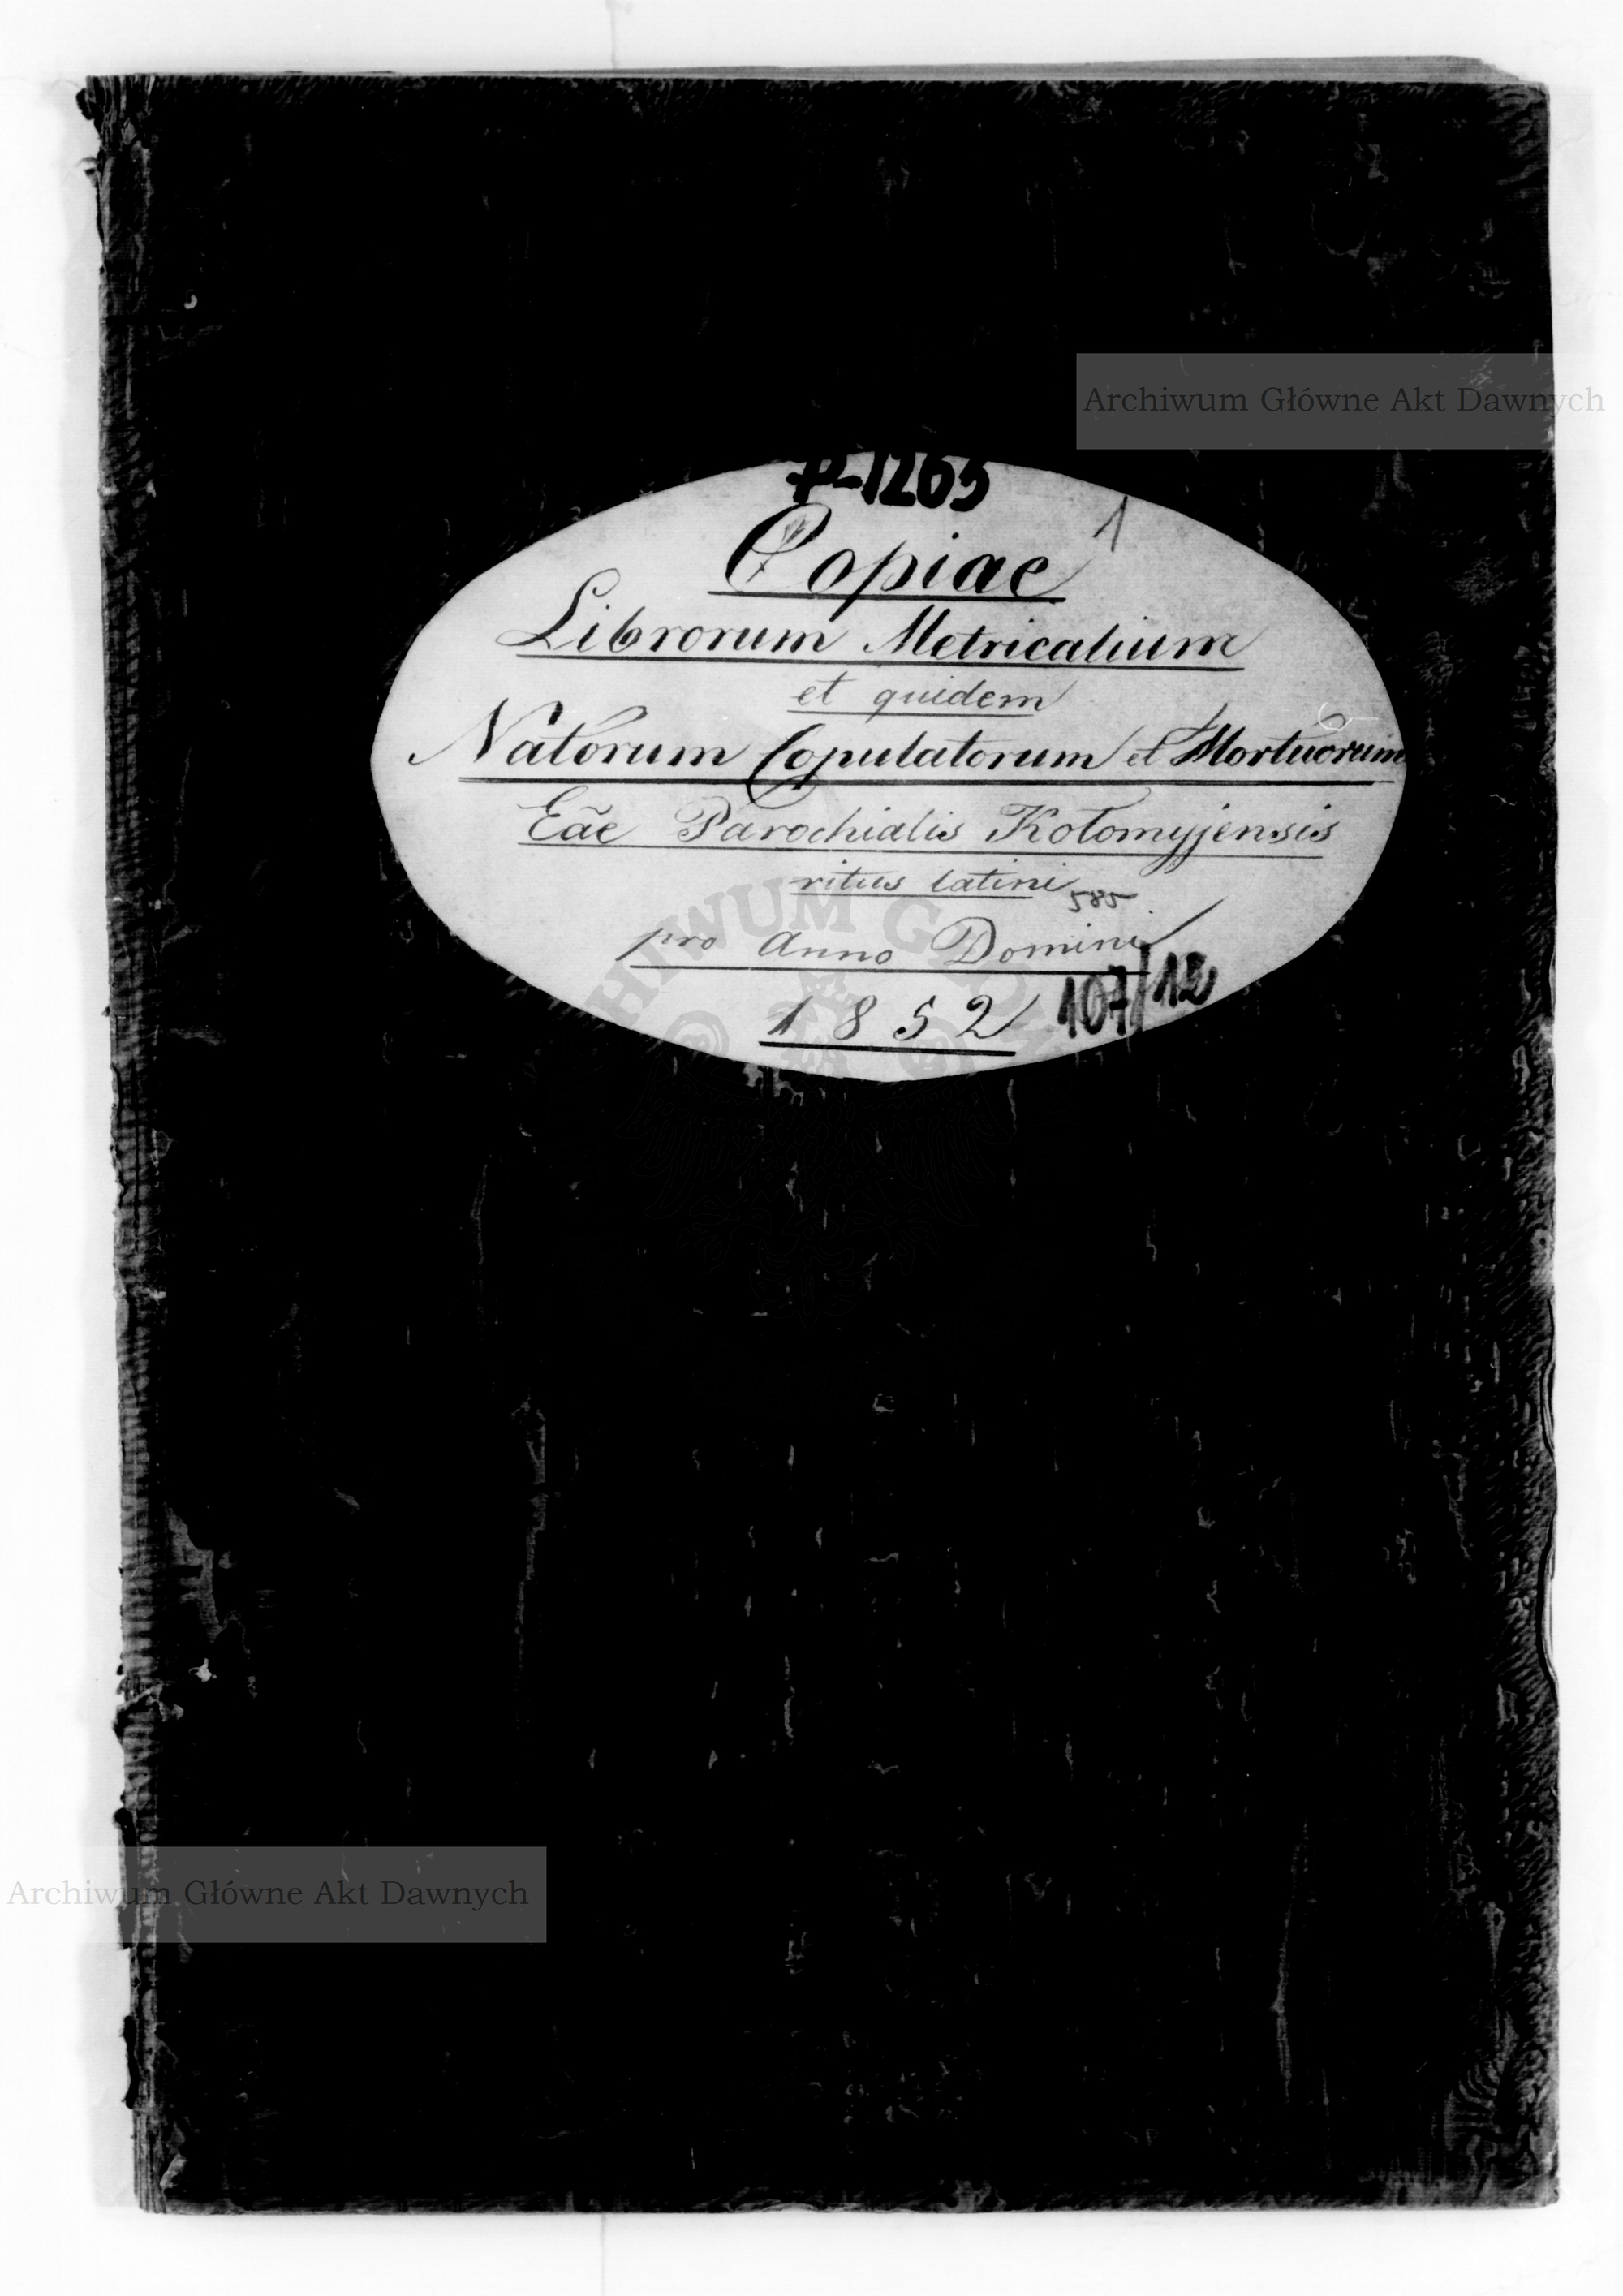 Archiwum Główne Akt Dawnych
P-1263
1
Copiae
Librorum Metricalium
et quidem
Natorum Copulatorum et Mortuorum
Eãe Parochialis Kolomyjensis
ritus latini
585
pro Anno Domini
1852
107/12
Archiwum Główne Akt Dawnych